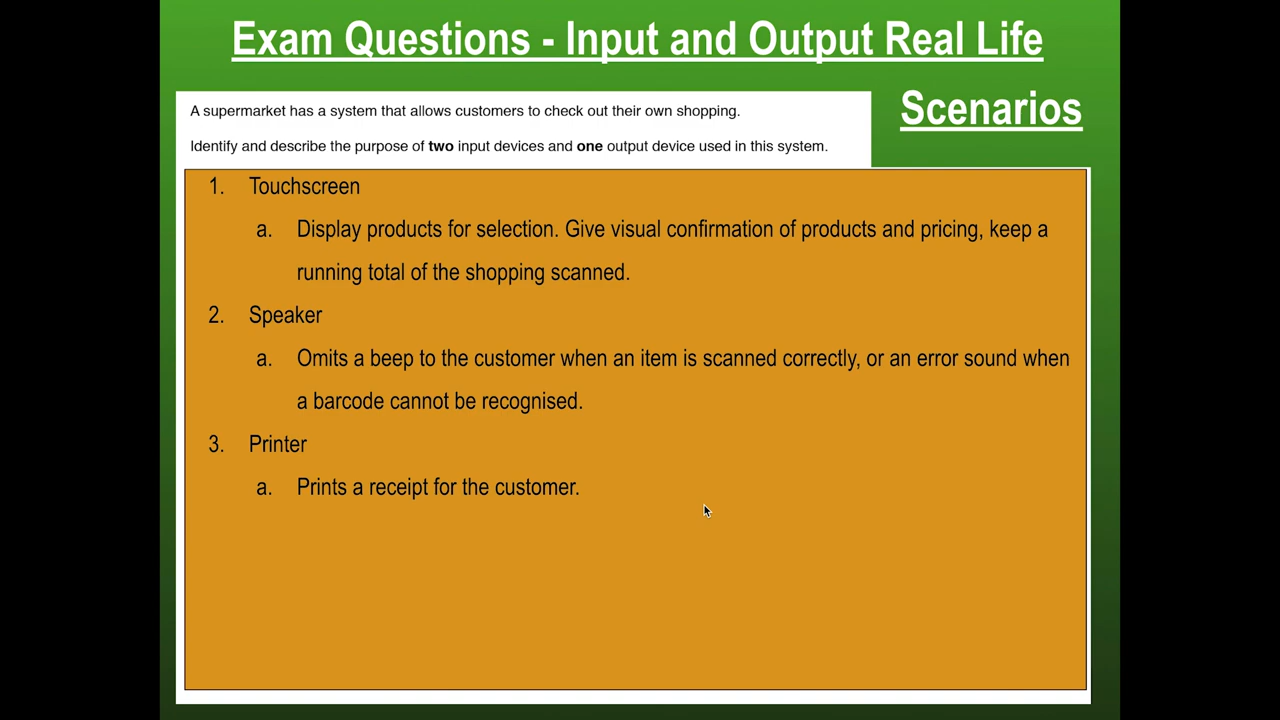 Exam Questions - Input and Output Real Life
Scenarios
A supermarket has a system that allows customers to check out their own shopping.
Identify and describe the purpose of two input devices and one output device used in this system.
1. Touchscreen
a. Display products for selection. Give visual confirmation of products and pricing, keep a
running total of the shopping scanned.
2. Speaker
a. Omits a beep to the customer when an item is scanned correctly, or an error sound when
a barcode cannot be recognised.
3. Printer
a. Prints a receipt for the customer.